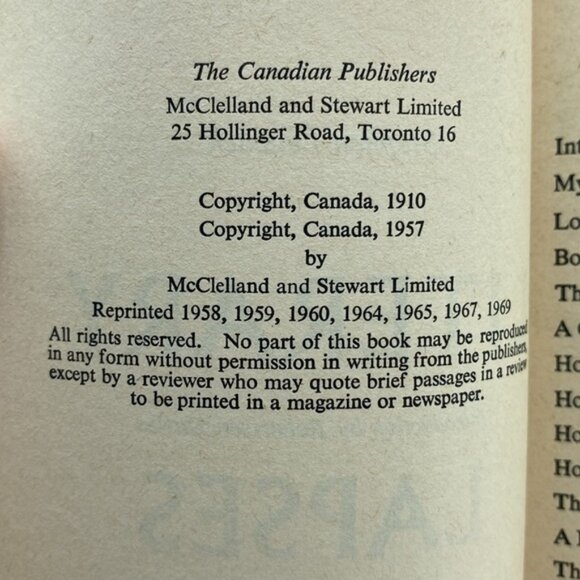 The Canadian Publishers
McClelland and Stewart Limited
25 Hollinger Road, Toronto 16
Copyright, Canada, 1910
Copyright, Canada, 1957
by
McClelland and Stewart Limited
Reprinted 1958, 1959, 1960, 1964, 1965, 1967, 1969
All rights reserved. No part of this book may be reproduced
in any form without permission in writing from the publishers,
except by a reviewer who may quote brief passages in a review
to be printed in a magazine or newspaper.
LAPSES
My
A